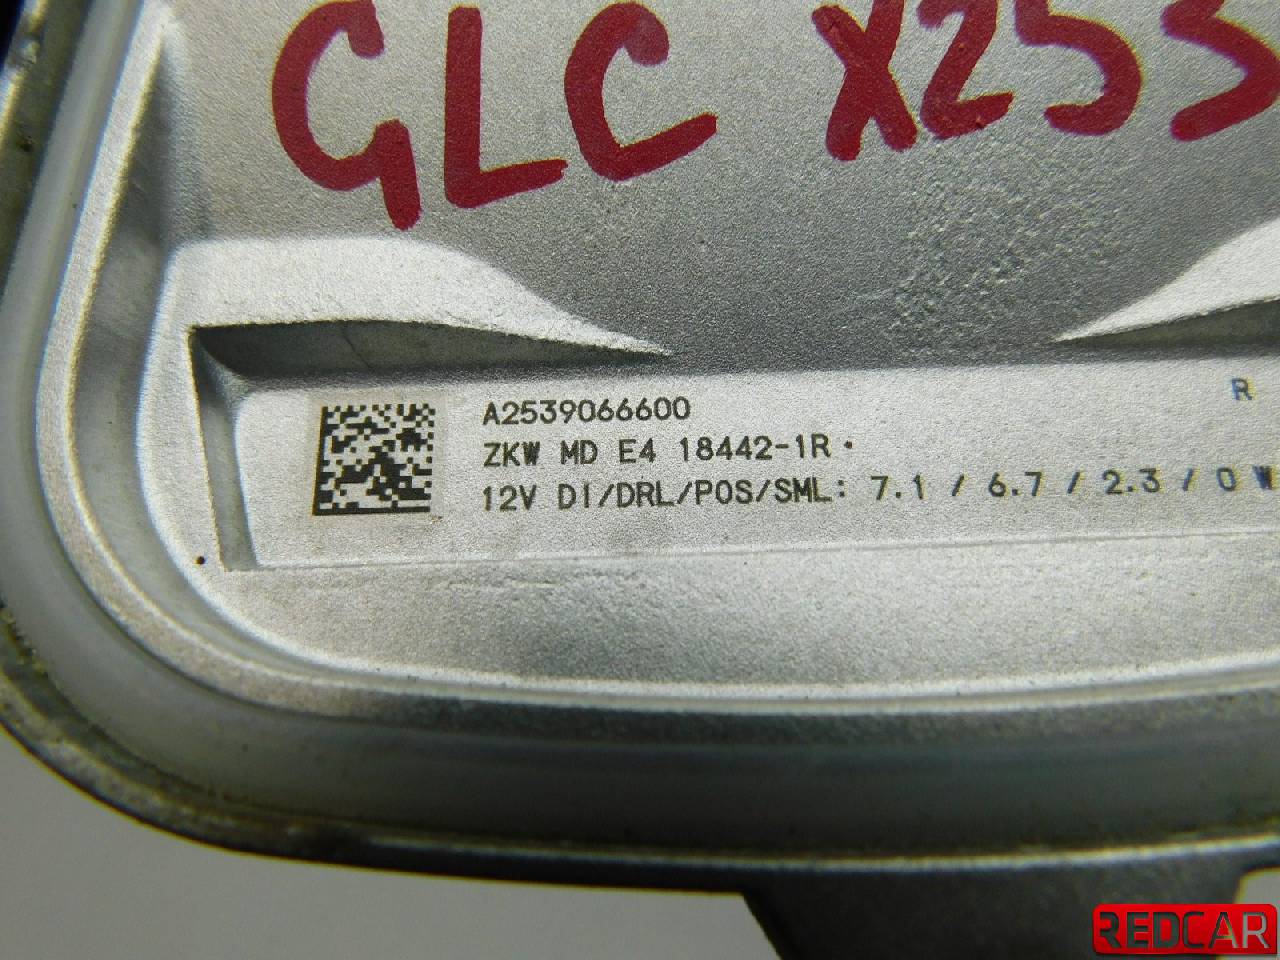 GLC X253
A2539066600
R
ZKW MD E4 18442-1R
12V DI/DRL/POS/SML: 7.1 / 6.7 / 2.3 / 0 W
REDCAR